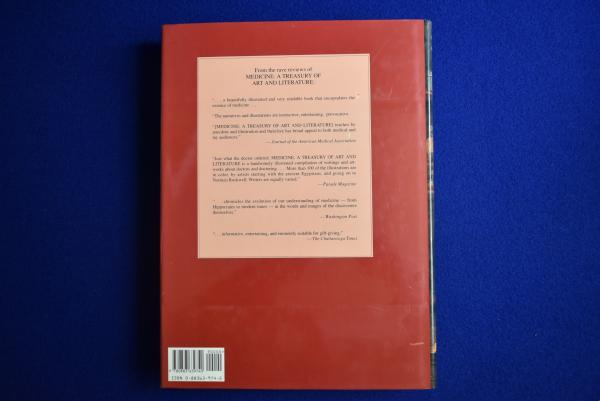 From the rave reviews of
MEDICINE: A TREASURY OF
ART AND LITERATURE:
". . . a beautifully illustrated and very readable book that encapsulates the
essence of medicine . . .
"The narratives and illustrations are instructive, entertaining, provocative.
"[MEDICINE: A TREASURY OF ART AND LITERATURE] teaches by
anecdote and illustration and therefore has broad appeal to both medical and
lay audiences."
—Journal of the American Medical Association
"Just what the doctor ordered, MEDICINE: A TREASURY OF ART AND
LITERATURE is a handsomely illustrated compilation of writings and art-
works about doctors and doctoring. . . . More than 100 of the illustrations are
in color, by artists starting with the ancient Egyptians, and going on to
Norman Rockwell. Writers are equally varied."
—Parade Magazine
". . . chronicles the evolution of our understanding of medicine — from
Hippocrates to modern times — in the words and images of the discoverers
themselves."
—Washington Post
". . . informative, entertaining, and eminently suitable for gift-giving."
—The Chattanooga Times